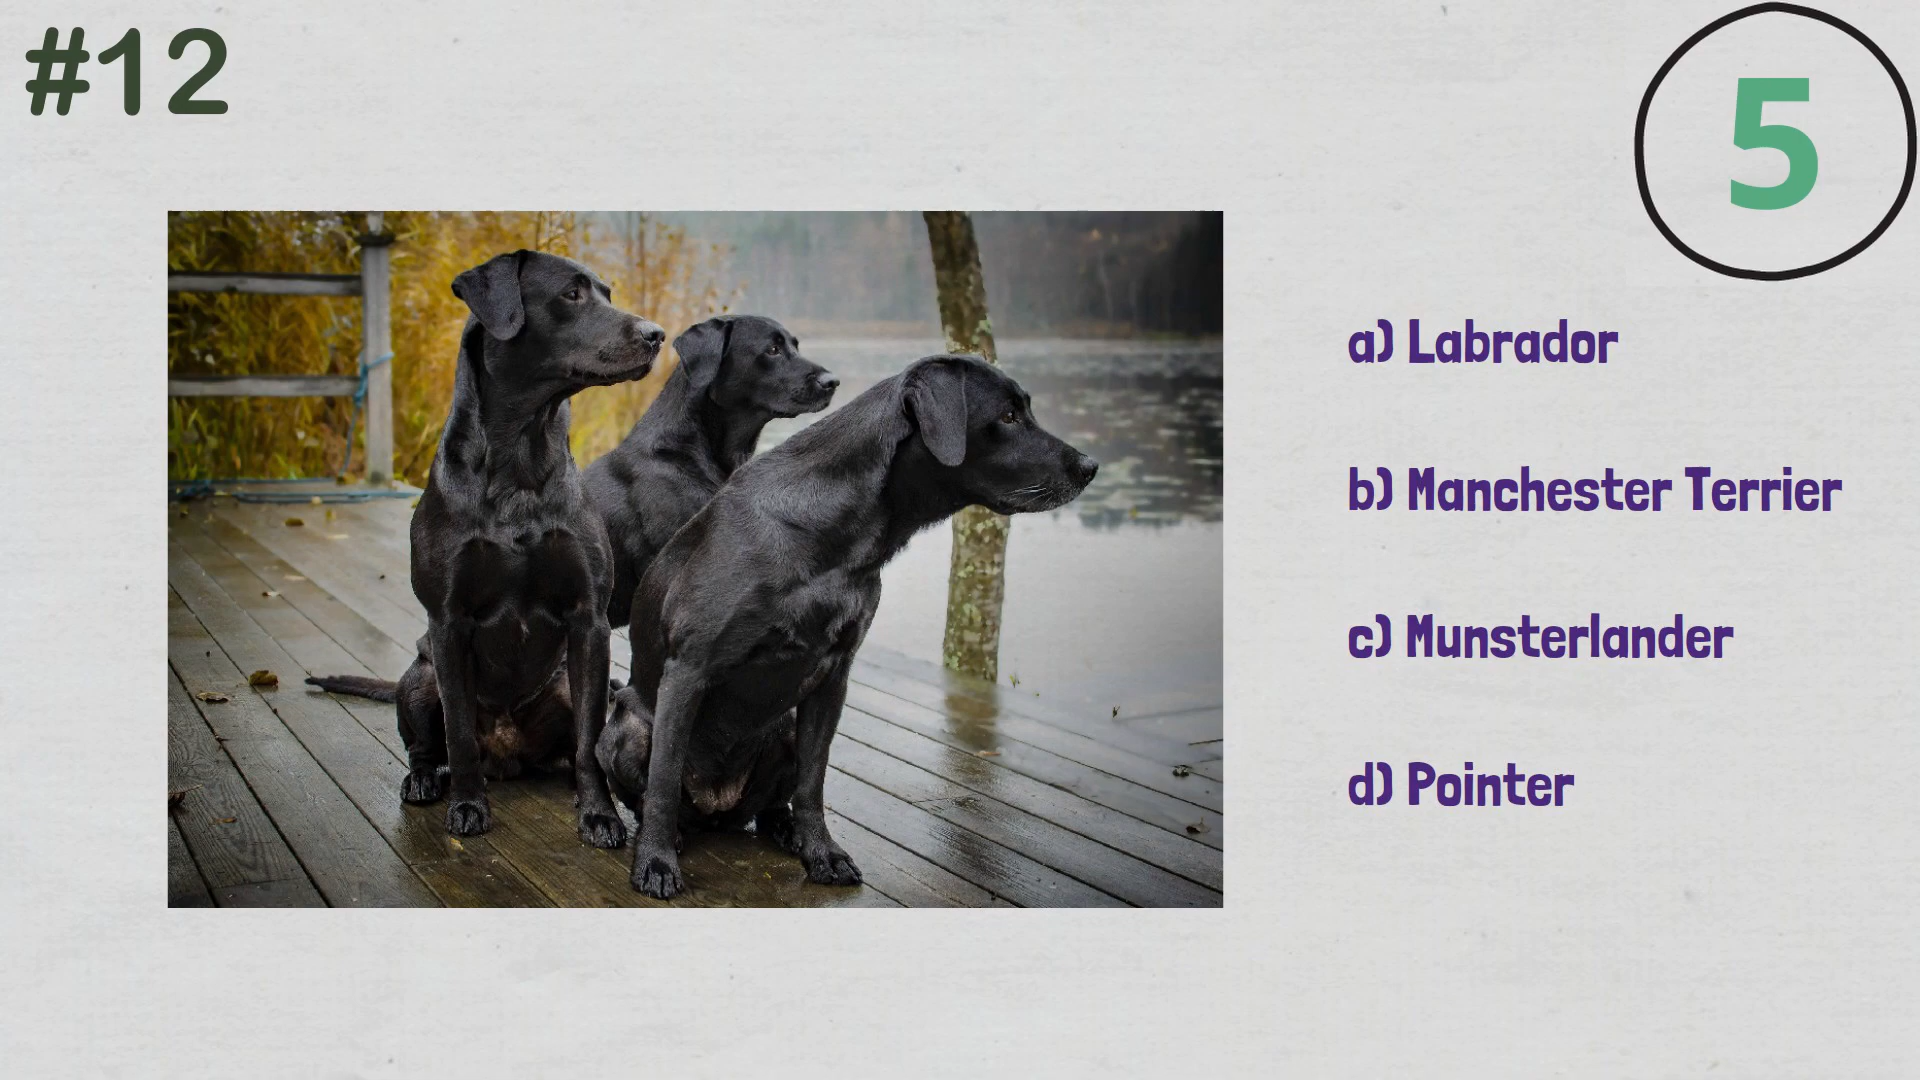 #12
5
a) Labrador
b) Manchester Terrier
c) Munsterlander
d) Pointer